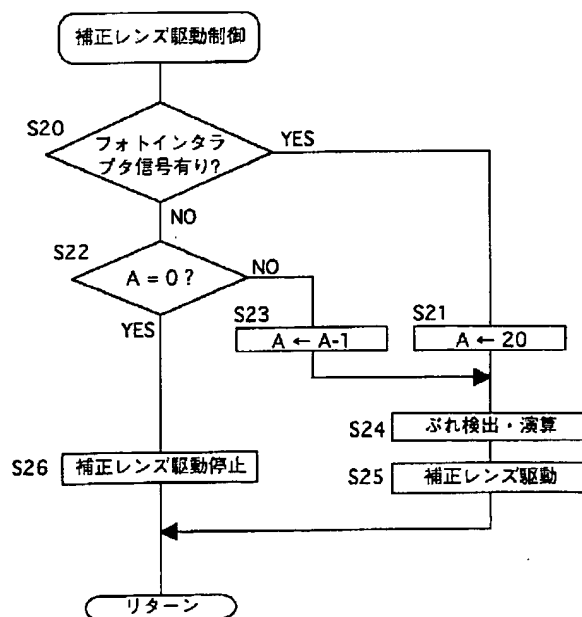 補正レンズ駆動制御
S20
フォトインタラ
プタ信号有り?
YES
NO
S22
A = 0 ?
NO
YES
S23
A ← A-1
S21
A ← 20
S24
ぶれ検出・演算
S26
補正レンズ駆動停止
S25
補正レンズ駆動
リターン